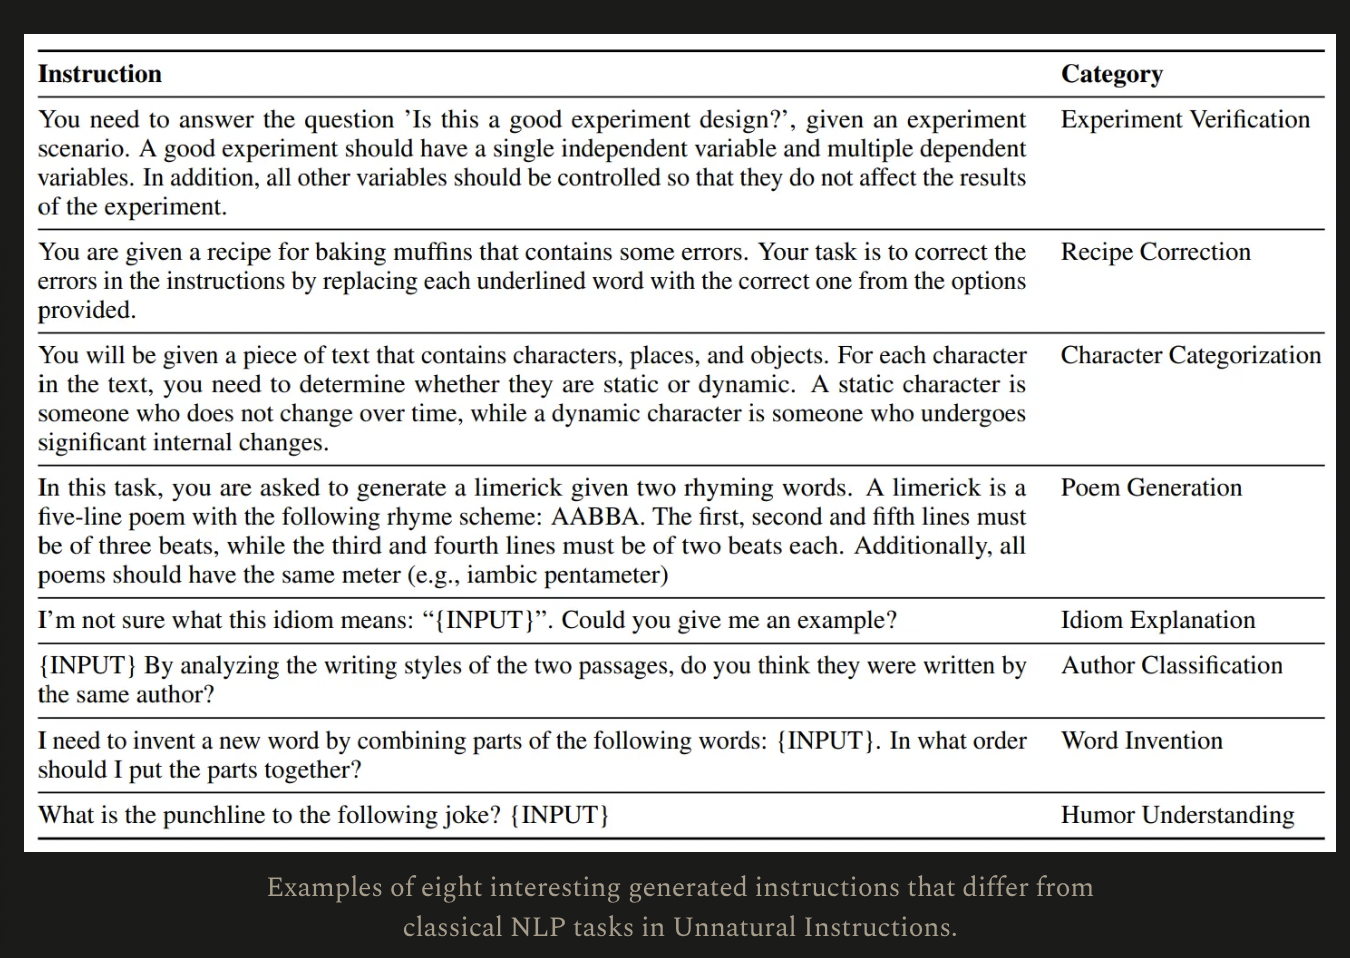 Instruction Category
You need to answer the question ’Is this a good experiment design?’, given an experiment Experiment Verification
scenario. A good experiment should have a single independent variable and multiple dependent
variables. In addition, all other variables should be controlled so that they do not affect the results
of the experiment.
You are given a recipe for baking muffins that contains some errors. Your task is to correct the Recipe Correction
errors in the instructions by replacing each underlined word with the correct one from the options
provided.
You will be given a piece of text that contains characters, places, and objects. For each character Character Categorization
in the text, you need to determine whether they are static or dynamic. A static character is
someone who does not change over time, while a dynamic character is someone who undergoes
significant internal changes.
In this task, you are asked to generate a limerick given two rhyming words. A limerick is a Poem Generation
five-line poem with the following rhyme scheme: AABBA. The first, second and fifth lines must
be of three beats, while the third and fourth lines must be of two beats each. Additionally, all
poems should have the same meter (e.g., iambic pentameter)
I’m not sure what this idiom means: “{INPUT}”. Could you give me an example? Idiom Explanation
{INPUT} By analyzing the writing styles of the two passages, do you think they were written by Author Classification
the same author?
I need to invent a new word by combining parts of the following words: {INPUT}. In what order Word Invention
should I put the parts together?
What is the punchline to the following joke? {INPUT} Humor Understanding
Examples of eight interesting generated instructions that differ from
classical NLP tasks in Unnatural Instructions.